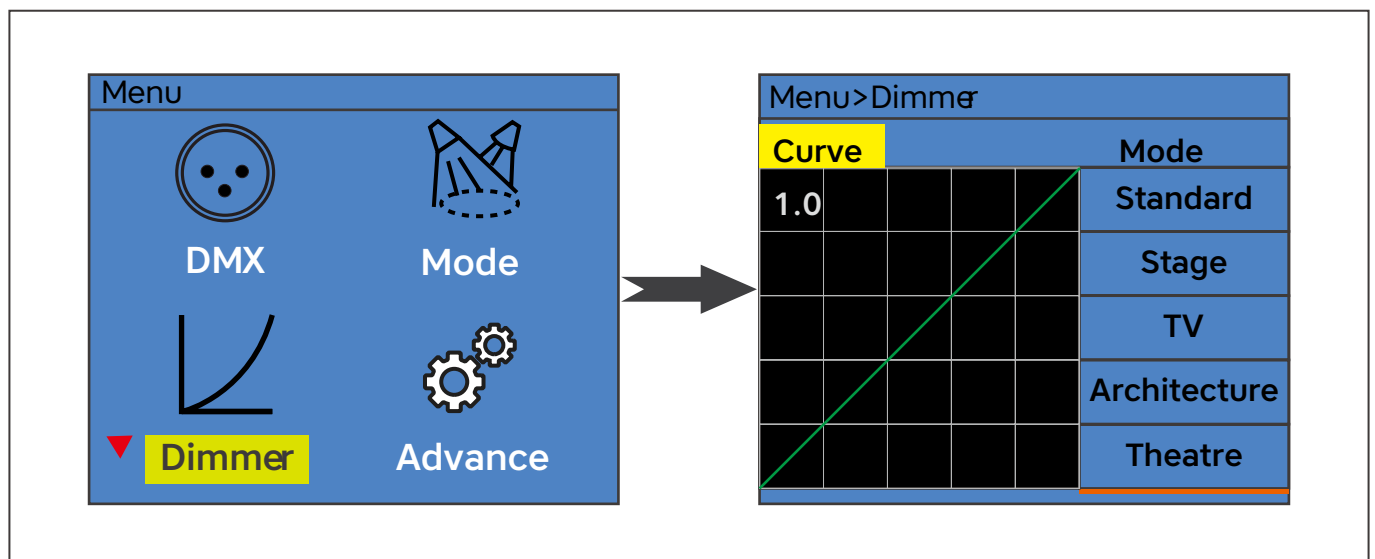 Menu
DMX
Mode
Dimmer
Advance
Menu>Dimmer
Curve
Mode
1.0
Standard
Stage
TV
Architecture
Theatre